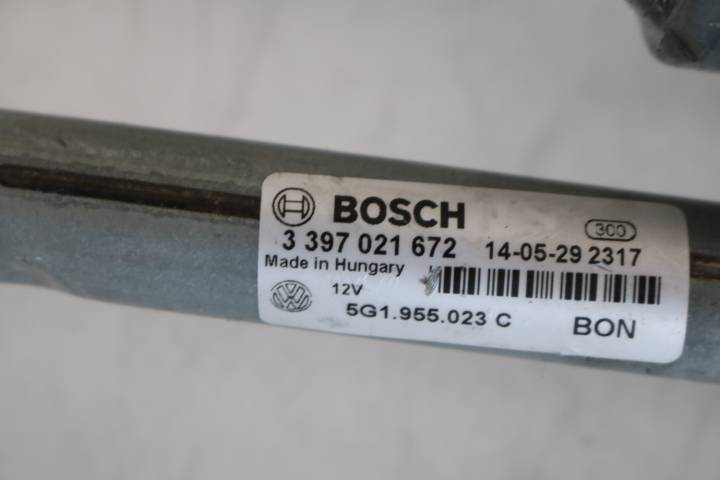 BOSCH 300
3 397 021 672 14-05-29 2317
Made in Hungary
12V
5G1.955.023 C BON